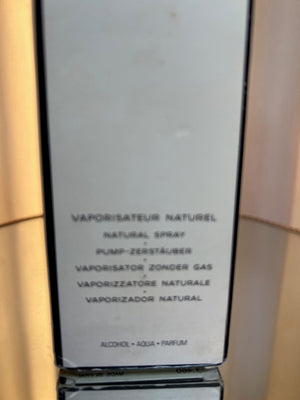 VAPORISATEUR NATUREL
NATURAL SPRAY
PUMP-ZERSTÄUBER
VAPORISATOR ZONDER GAS
VAPORIZZATORE NATURALE
VAPORIZADOR NATURAL
ALCOHOL • AQUA • PARFUM